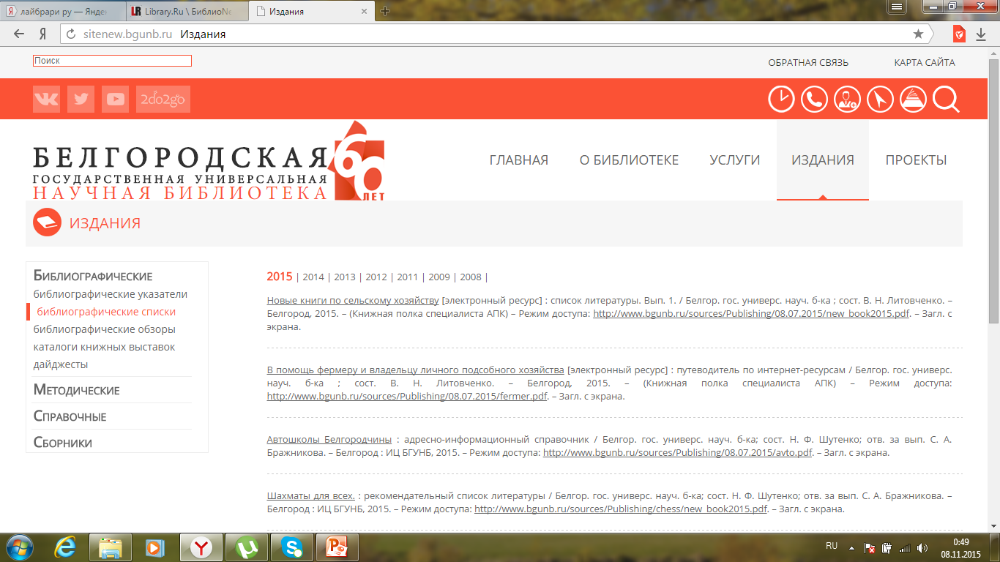 лайбрари ру — Янде
Library.Ru \ БиблиоNe
Издания
sitenew.bgunb.ru Издания
Поиск
ОБРАТНАЯ СВЯЗЬ
КАРТА САЙТА
2do2go
БЕЛГОРОДСКАЯ
ГОСУДАРСТВЕННАЯ УНИВЕРСАЛЬНАЯ
НАУЧНАЯ БИБЛИОТЕКА
60
ЛЕТ
ГЛАВНАЯ
О БИБЛИОТЕКЕ
УСЛУГИ
ИЗДАНИЯ
ПРОЕКТЫ
ИЗДАНИЯ
БИБЛИОГРАФИЧЕСКИЕ
библиографические указатели
библиографические списки
библиографические обзоры
каталоги книжных выставок
дайджесты
МЕТОДИЧЕСКИЕ
СПРАВОЧНЫЕ
СБОРНИКИ
2015 | 2014 | 2013 | 2012 | 2011 | 2009 | 2008 |
Новые книги по сельскому хозяйству [электронный ресурс] : список литературы. Вып. 1. / Белгор. гос. универс. науч. б-ка ; сост. В. Н. Литовченко. –
Белгород, 2015. – (Книжная полка специалиста АПК) – Режим доступа: http://www.bgunb.ru/sources/Publishing/08.07.2015/new_book2015.pdf. – Загл. с
экрана.
В помощь фермеру и владельцу личного подсобного хозяйства [электронный ресурс] : путеводитель по интернет-ресурсам / Белгор. гос. универс.
науч. б-ка ; сост. В. Н. Литовченко. – Белгород, 2015. – (Книжная полка специалиста АПК) – Режим доступа:
http://www.bgunb.ru/sources/Publishing/08.07.2015/fermer.pdf. – Загл. с экрана.
Автошколы Белгородчины : адресно-информационный справочник / Белгор. гос. универс. науч. б-ка; сост. Н. Ф. Шутенко; отв. за вып. С. А.
Бражникова. – Белгород : ИЦ БГУНБ, 2015. – Режим доступа: http://www.bgunb.ru/sources/Publishing/08.07.2015/avto.pdf. – Загл. с экрана.
Шахматы для всех. : рекомендательный список литературы / Белгор. гос. универс. науч. б-ка; сост. Н. Ф. Шутенко; отв. за вып. С. А. Бражникова. –
Белгород : ИЦ БГУНБ, 2015. – Режим доступа: http://www.bgunb.ru/sources/Publishing/chess/new_book2015.pdf. – Загл. с экрана.
RU
0:49
08.11.2015